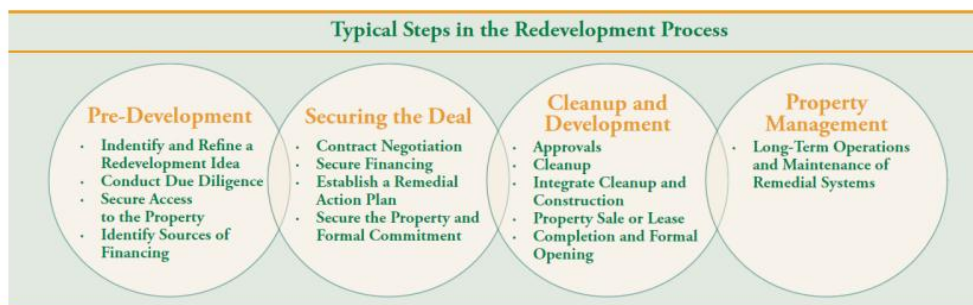 Typical Steps in the Redevelopment Process
Pre-Development
· Indentify and Refine a
Redevelopment Idea
· Conduct Due Diligence
· Secure Access
to the Property
· Identify Sources of
Financing
Securing the Deal
· Contract Negotiation
· Secure Financing
· Establish a Remedial
Action Plan
· Secure the Property and
Formal Commitment
Cleanup and
Development
· Approvals
· Cleanup
· Integrate Cleanup and
Construction
· Property Sale or Lease
· Completion and Formal
Opening
Property
Management
· Long-Term Operations
and Maintenance of
Remedial Systems